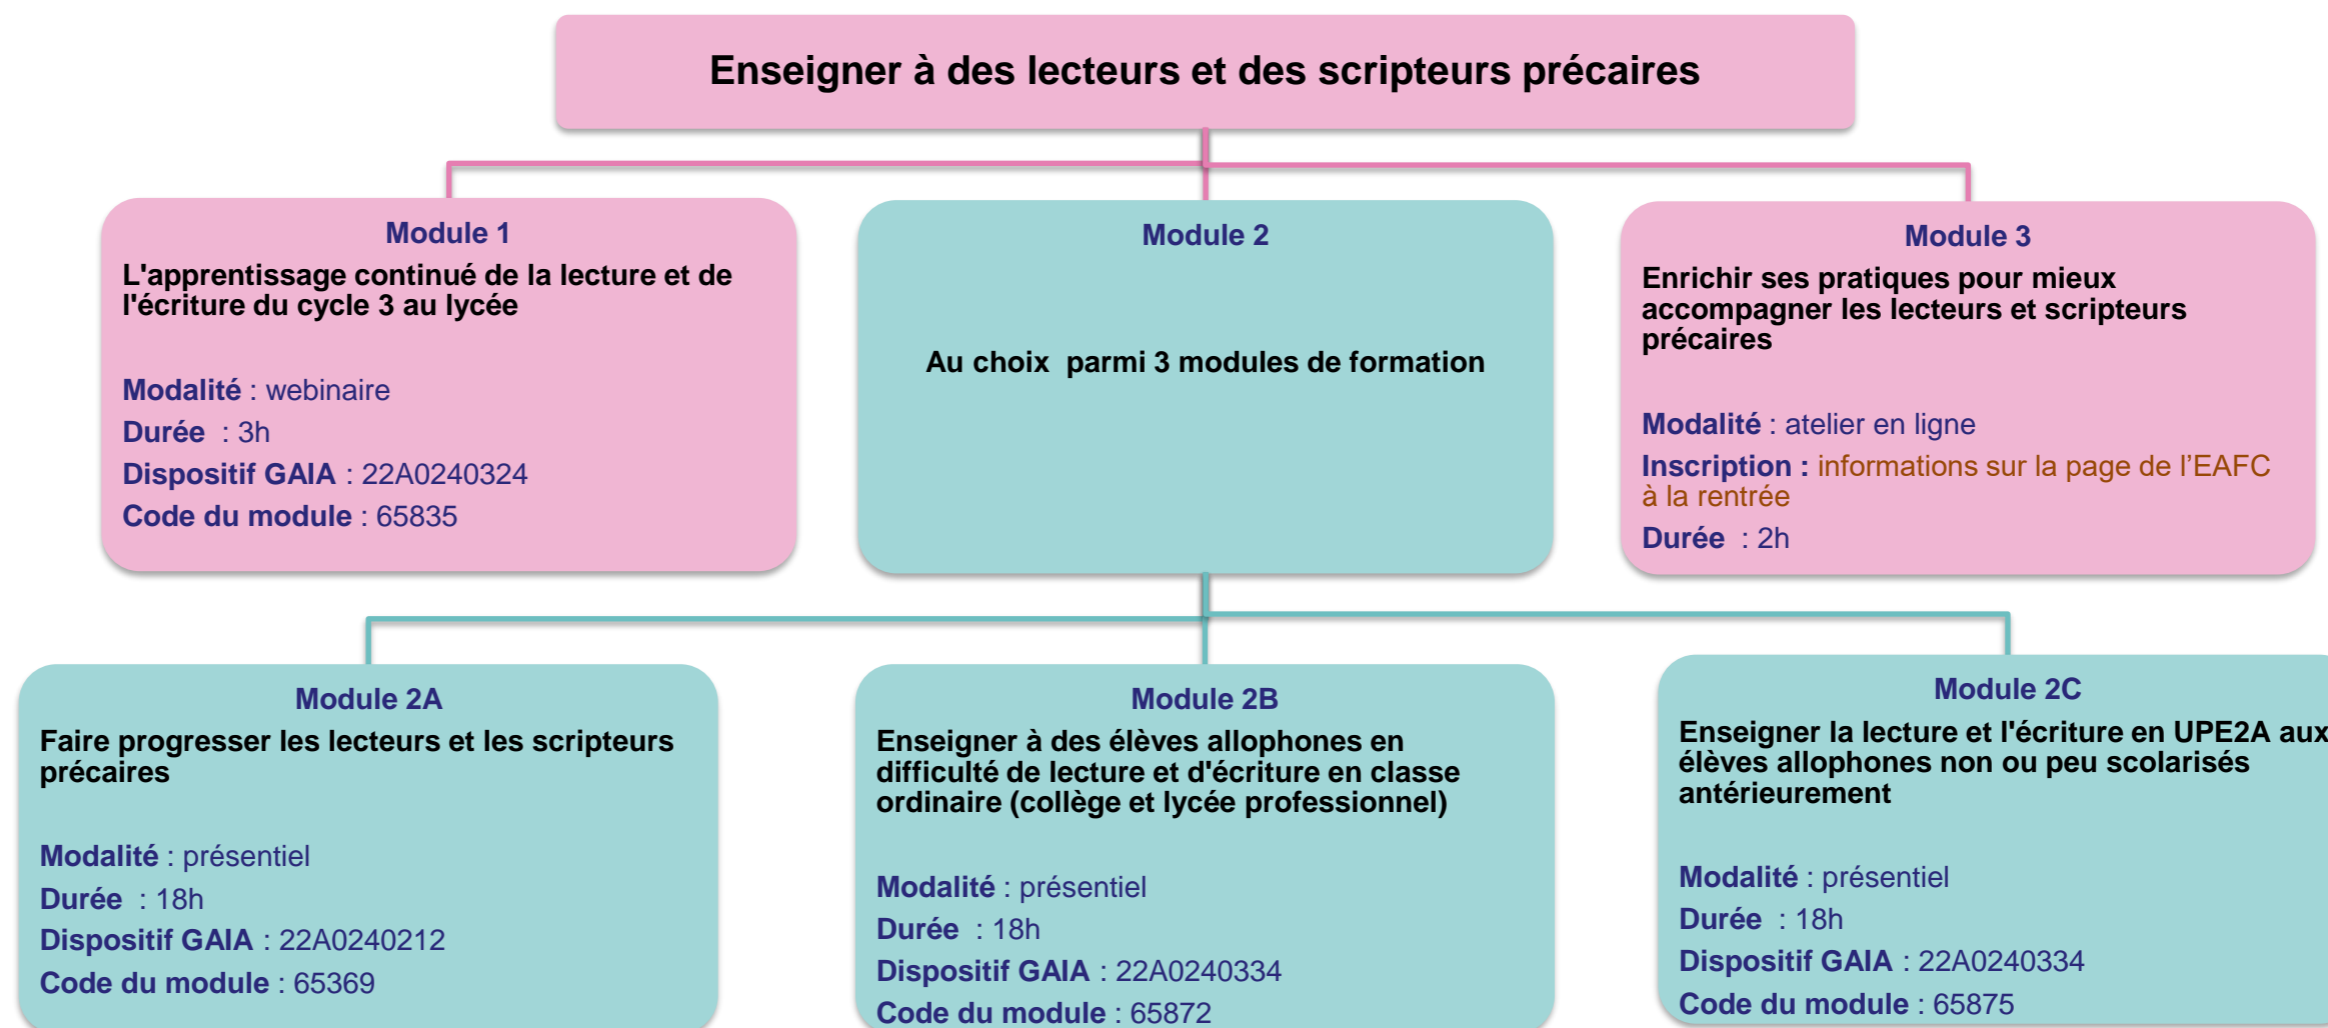 Enseigner à des lecteurs et des scripteurs précaires
Module 1
L'apprentissage continué de la lecture et de
l'écriture du cycle 3 au lycée
Modalité : webinaire
Durée : 3h
Dispositif GAIA : 22A0240324
Code du module : 65835
Module 2
Au choix parmi 3 modules de formation
Module 3
Enrichir ses pratiques pour mieux
accompagner les lecteurs et scripteurs
précaires
Modalité : atelier en ligne
Inscription : informations sur la page de l’EAFC
à la rentrée
Durée : 2h
Module 2A
Faire progresser les lecteurs et les scripteurs
précaires
Modalité : présentiel
Durée : 18h
Dispositif GAIA : 22A0240212
Code du module : 65369
Module 2B
Enseigner à des élèves allophones en
difficulté de lecture et d'écriture en classe
ordinaire (collège et lycée professionnel)
Modalité : présentiel
Durée : 18h
Dispositif GAIA : 22A0240334
Code du module : 65872
Module 2C
Enseigner la lecture et l'écriture en UPE2A aux
élèves allophones non ou peu scolarisés
antérieurement
Modalité : présentiel
Durée : 18h
Dispositif GAIA : 22A0240334
Code du module : 65875